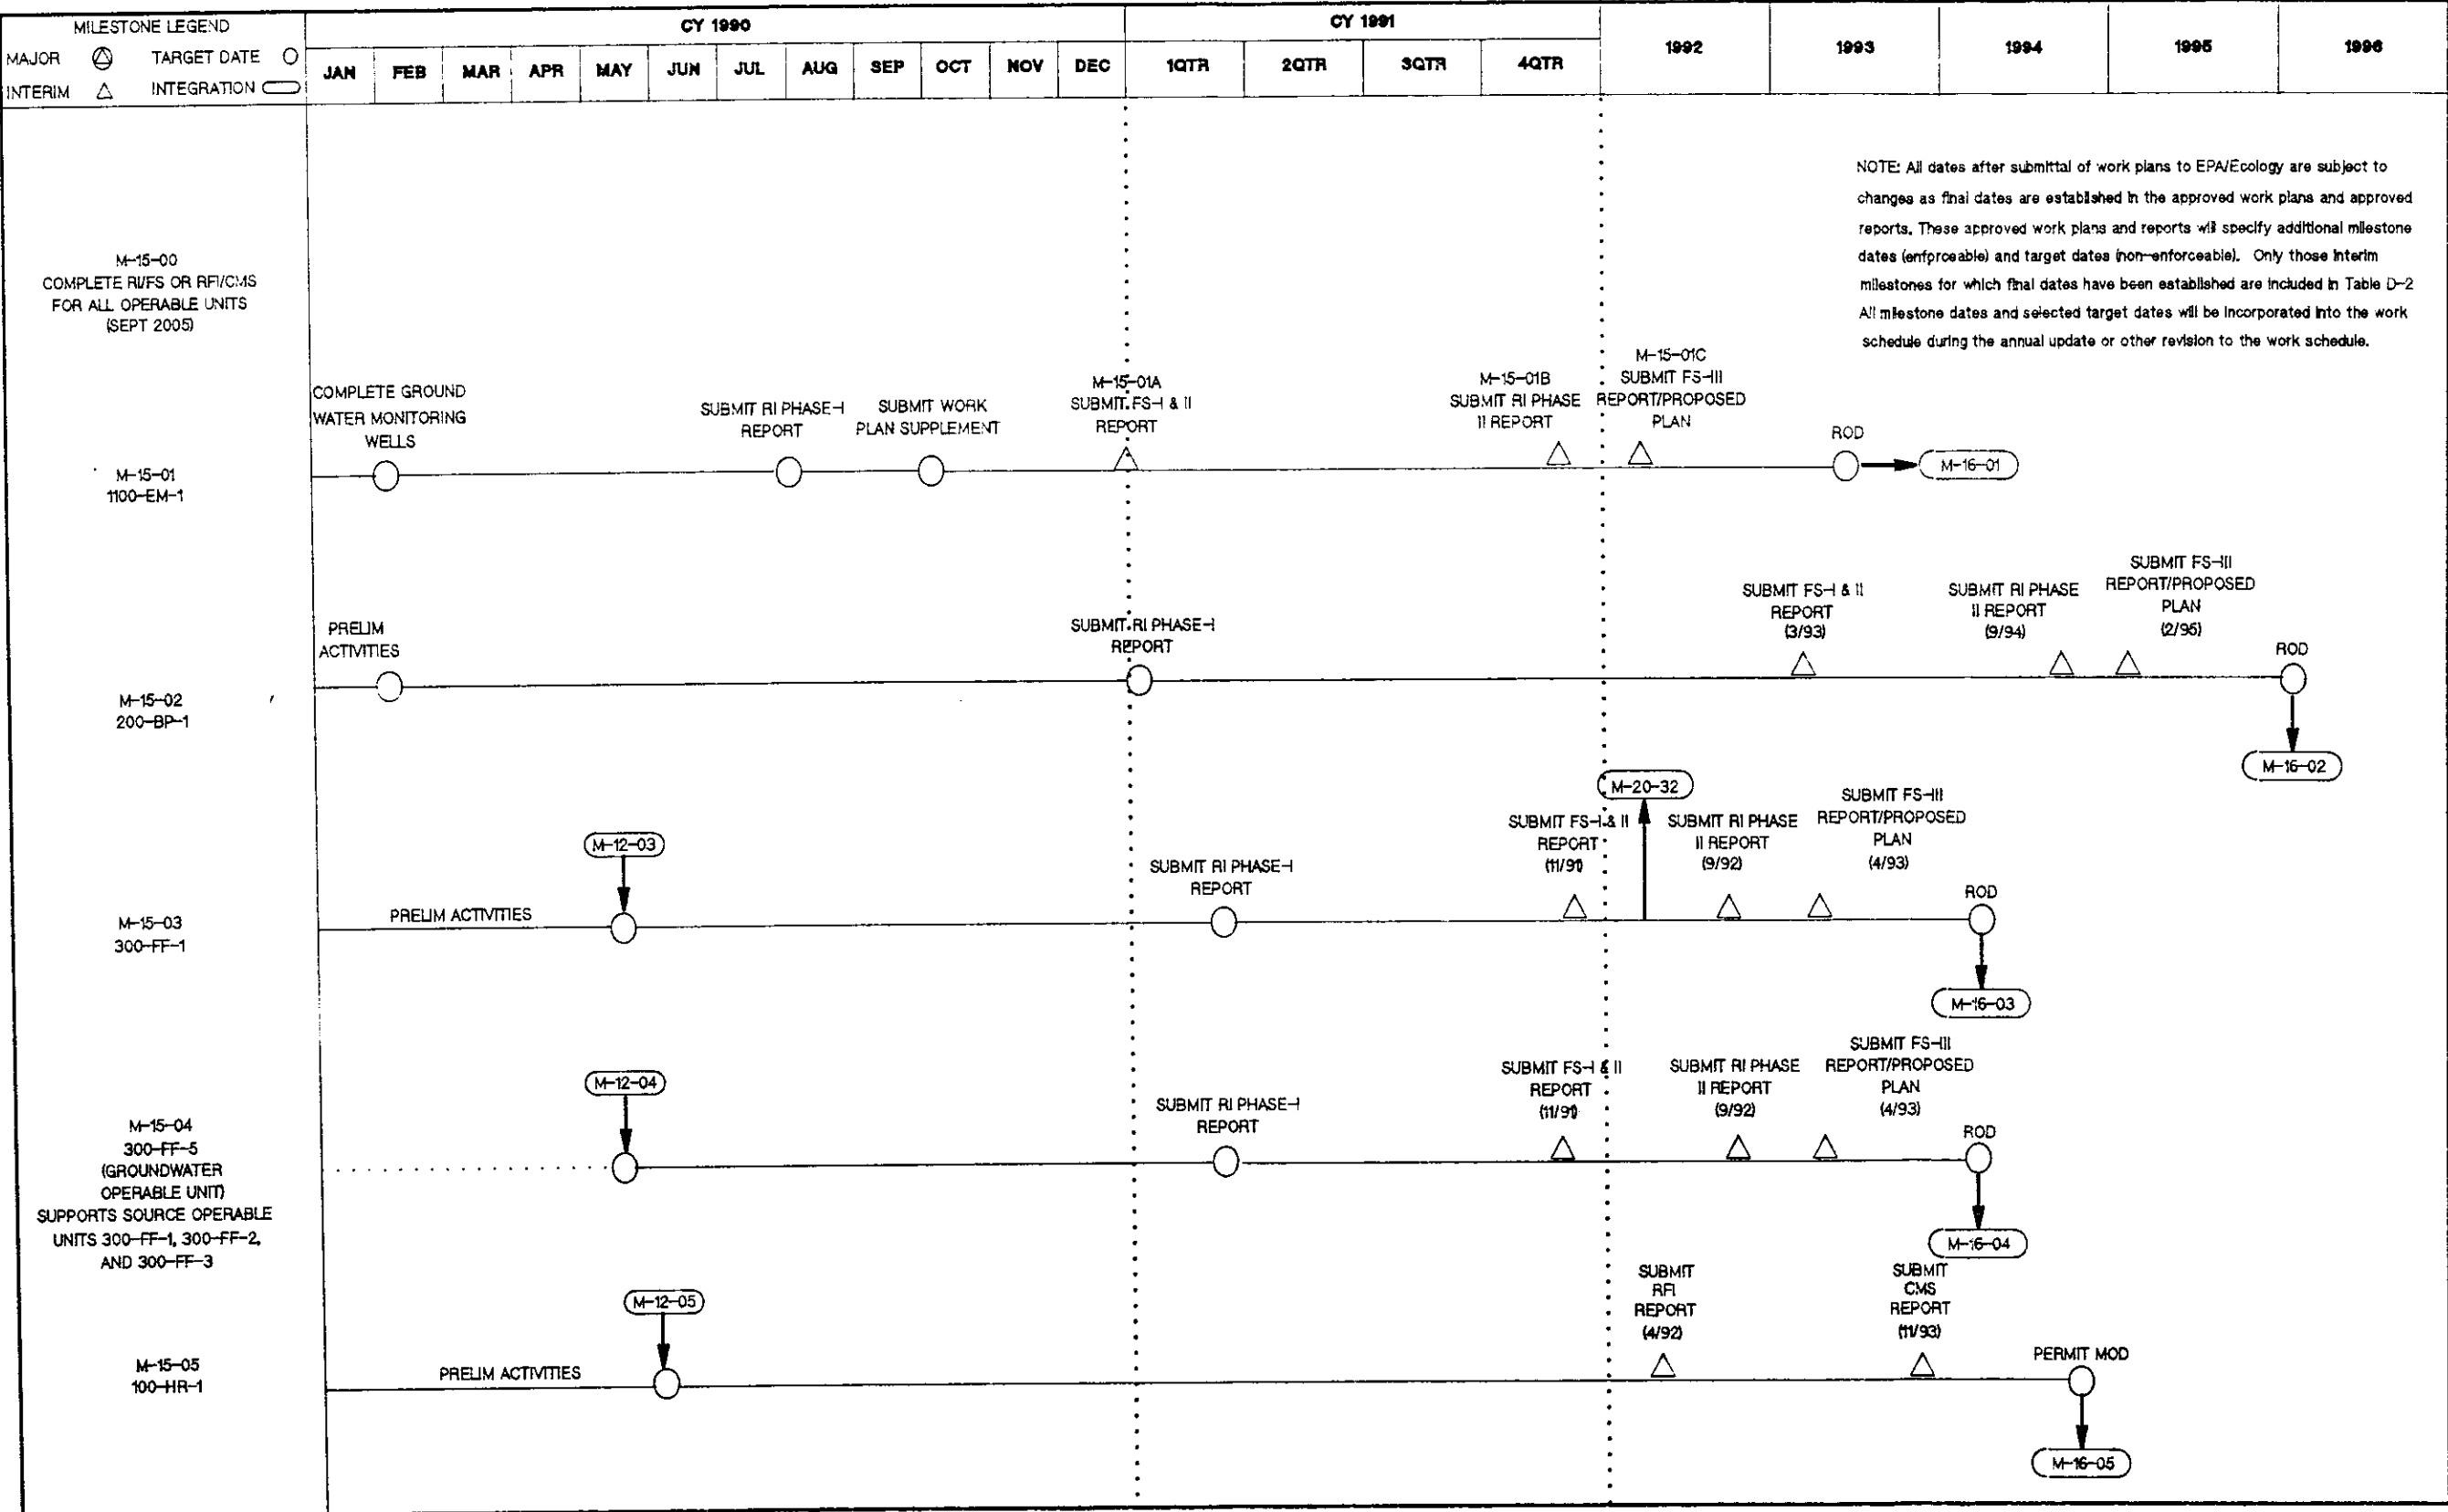 MILESTONE LEGEND
MAJOR TARGET DATE
INTERIM INTEGRATION
CY 1990
JAN FEB MAR APR MAY JUN JUL AUG SEP OCT NOV DEC
CY 1991
1QTR 2QTR 3QTR 4QTR
1992 1993 1994 1995 1996
NOTE: All dates after submittal of work plans to EPA/Ecology are subject to
changes as final dates are established in the approved work plans and approved
reports. These approved work plans and reports will specify additional milestone
dates (enforceable) and target dates (non-enforceable). Only those interim
milestones for which final dates have been established are included in Table D-2
All milestone dates and selected target dates will be incorporated into the work
schedule during the annual update or other revision to the work schedule.
M-15-00
COMPLETE RI/FS OR RFI/CMS
FOR ALL OPERABLE UNITS
(SEPT 2005)
M-15-01
1100-EM-1
COMPLETE GROUND
WATER MONITORING
WELLS
SUBMIT RI PHASE-I
REPORT
SUBMIT WORK
PLAN SUPPLEMENT
M-15-01A
SUBMIT FS-I & II
REPORT
M-15-01B
SUBMIT RI PHASE
II REPORT
M-15-01C
SUBMIT FS-III
REPORT/PROPOSED
PLAN
ROD
M-16-01
M-15-02
200-BP-1
PRELIM
ACTIVITIES
SUBMIT RI PHASE-I
REPORT
SUBMIT FS-I & II
REPORT
(3/93)
SUBMIT RI PHASE
II REPORT
(9/94)
SUBMIT FS-III
REPORT/PROPOSED
PLAN
(2/95)
ROD
M-16-02
M-15-03
300-FF-1
PRELIM ACTIVITIES
M-12-03
SUBMIT RI PHASE-I
REPORT
SUBMIT FS-I & II
REPORT
(11/91)
M-20-32
SUBMIT RI PHASE
II REPORT
(9/92)
SUBMIT FS-III
REPORT/PROPOSED
PLAN
(4/93)
ROD
M-16-03
M-15-04
300-FF-5
(GROUNDWATER
OPERABLE UNIT)
SUPPORTS SOURCE OPERABLE
UNITS 300-FF-1, 300-FF-2,
AND 300-FF-3
M-12-04
SUBMIT RI PHASE-I
REPORT
SUBMIT FS-I & II
REPORT
(11/91)
SUBMIT RI PHASE
II REPORT
(9/92)
SUBMIT FS-III
REPORT/PROPOSED
PLAN
(4/93)
ROD
M-16-04
M-15-05
100-HR-1
PRELIM ACTIVITIES
M-12-05
SUBMIT
RFI
REPORT
(4/92)
SUBMIT
CMS
REPORT
(11/93)
PERMIT MOD
M-16-05